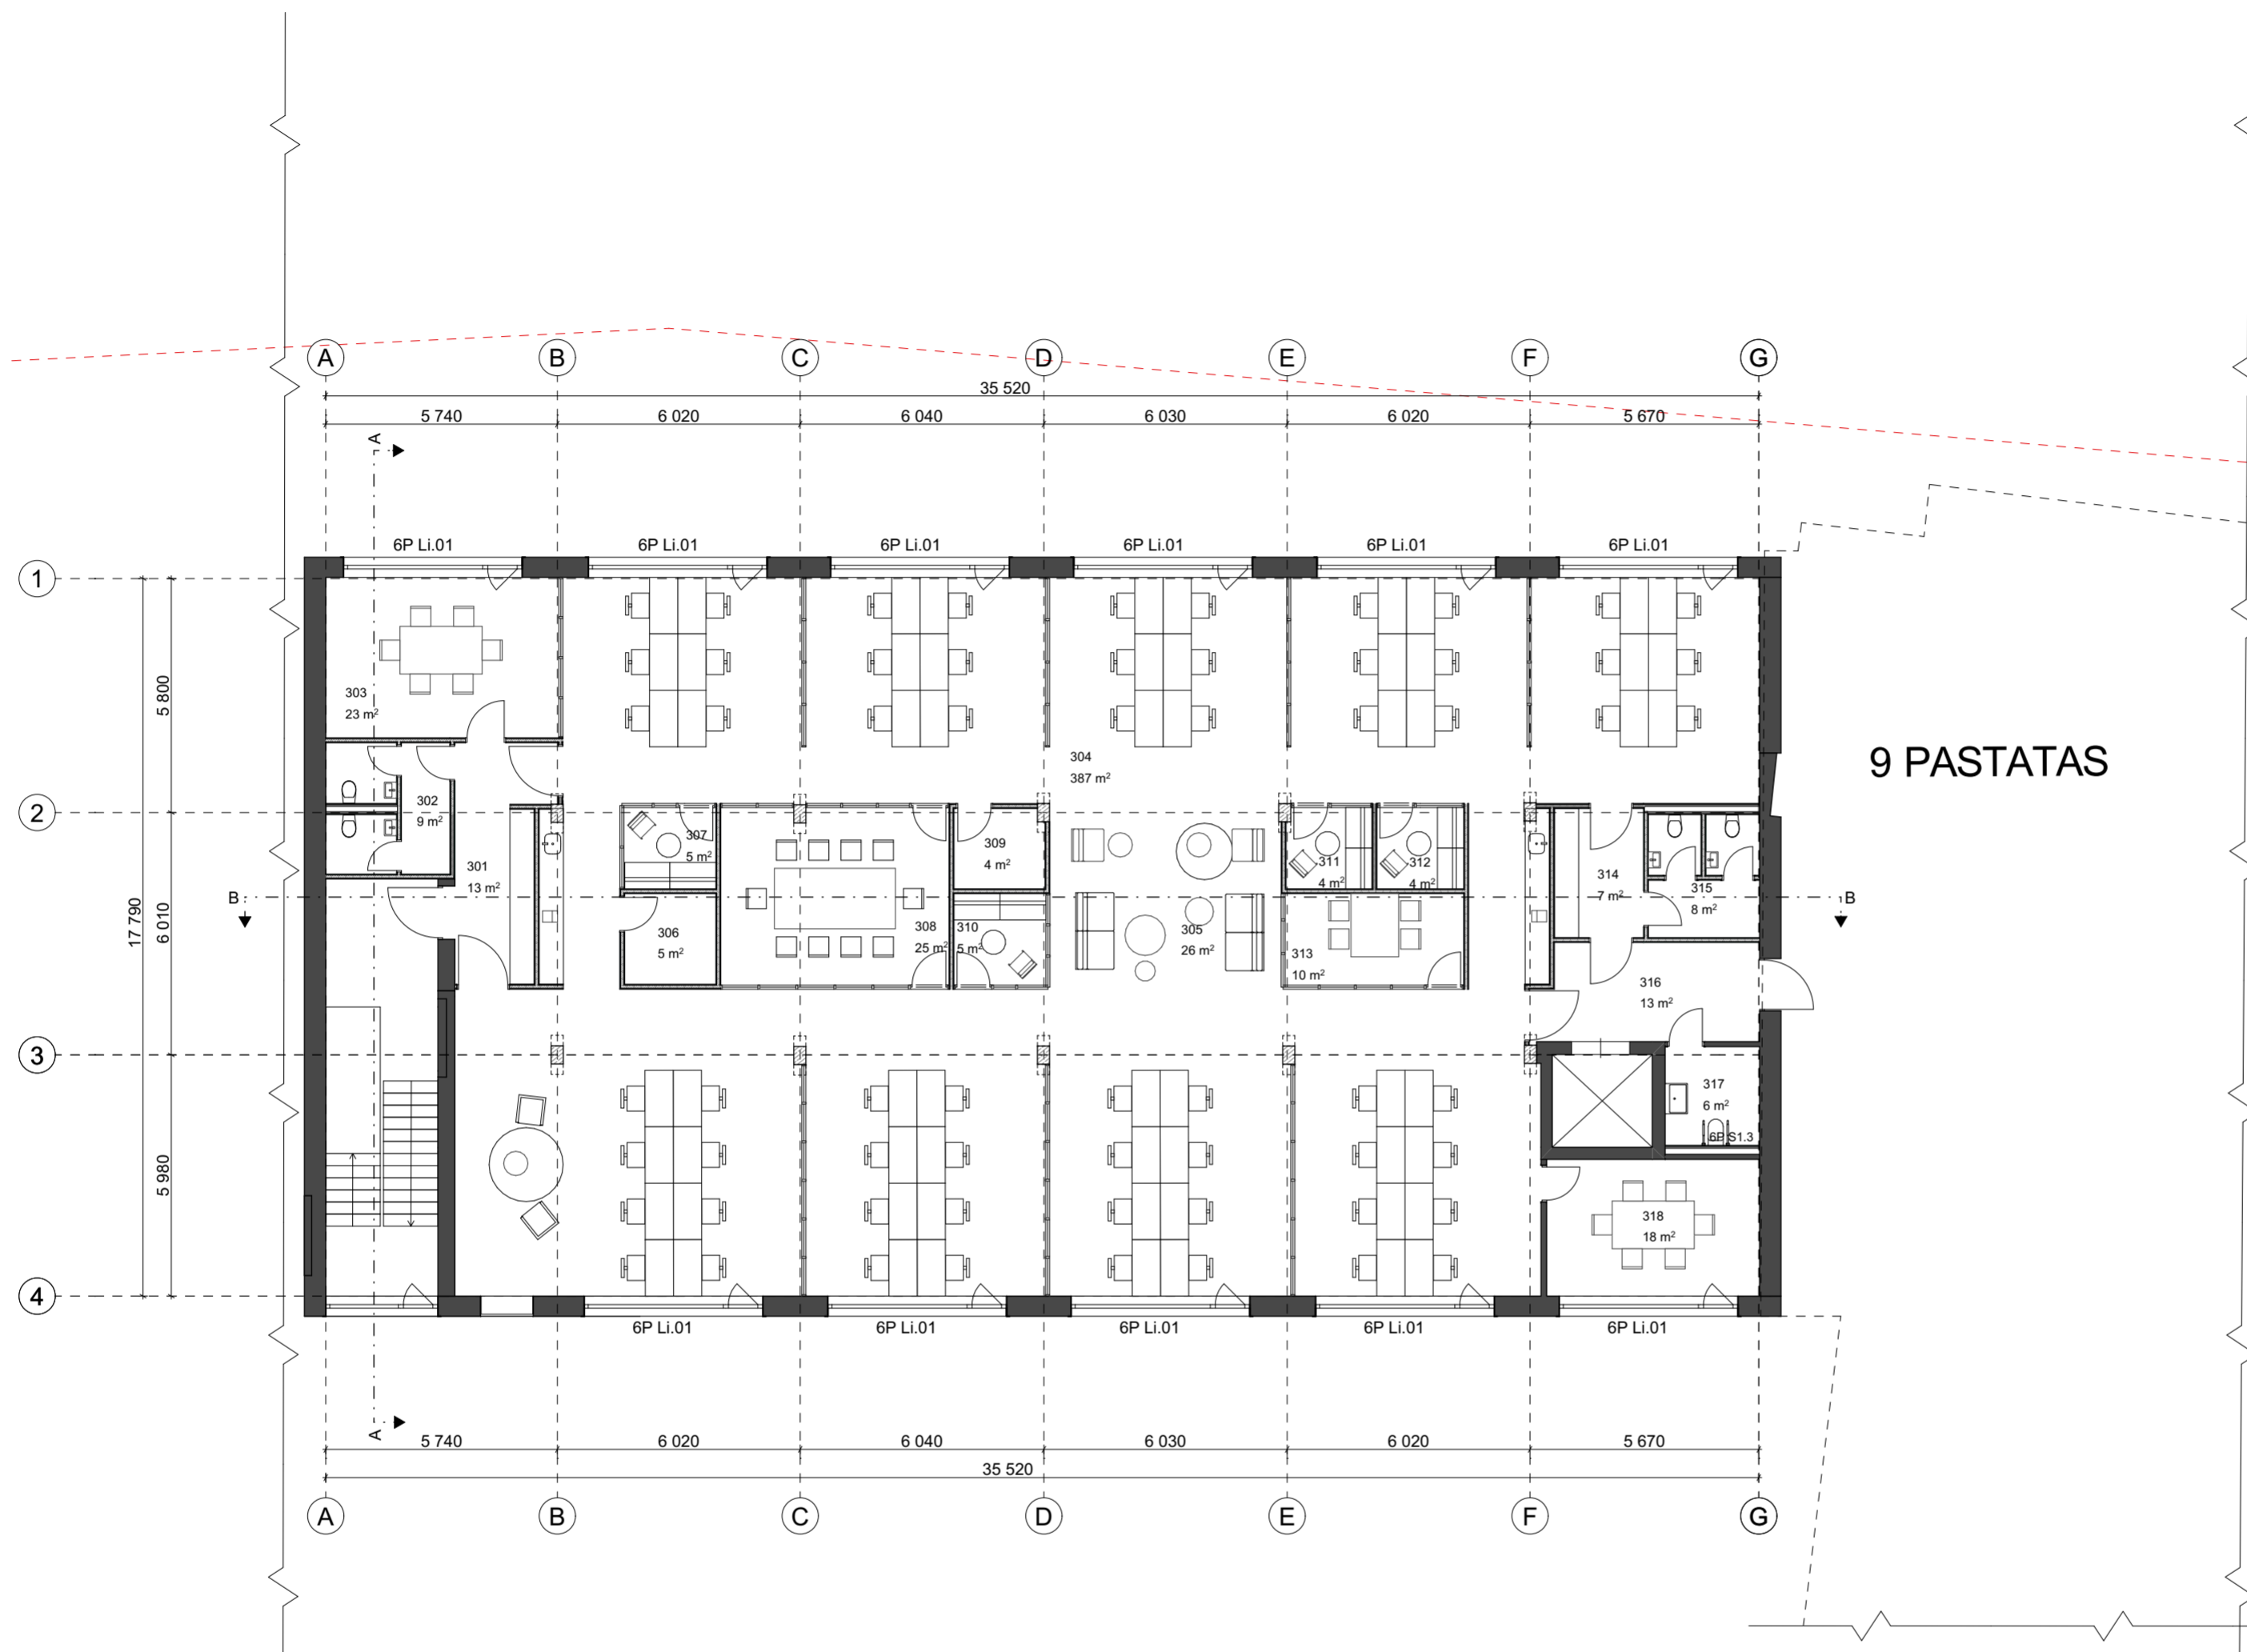 A B C D E F G
35 520
5 740 6 020 6 040 6 030 6 020 5 670
A
6P Li.01 6P Li.01 6P Li.01 6P Li.01 6P Li.01 6P Li.01
1
5 800
303
23 m²
304
387 m²
9 PASTATAS
302
9 m²
2
307
5 m²
309
4 m²
311
4 m²
312
4 m²
301
13 m²
314
7 m²
315
8 m²
B B
17 790
6 010
306
5 m²
308
25 m²
310
5 m²
305
26 m²
313
10 m²
316
13 m²
3
317
6 m²
6P S1.3
5 980
318
18 m²
4
6P Li.01 6P Li.01 6P Li.01 6P Li.01 6P Li.01
A
5 740 6 020 6 040 6 030 6 020 5 670
35 520
A B C D E F G